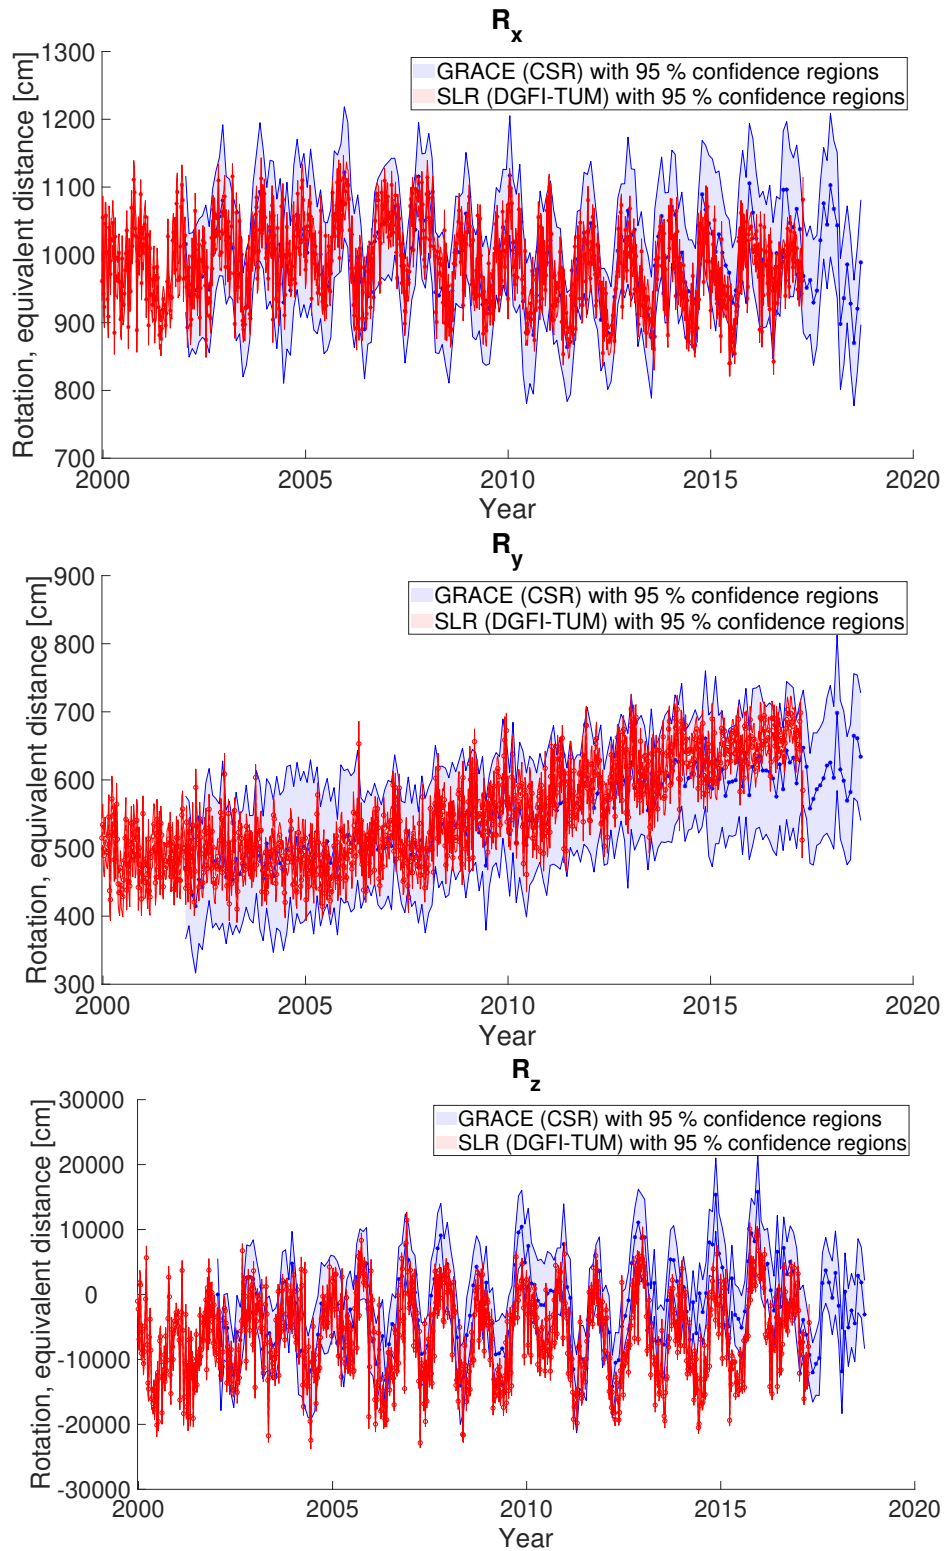 R_x
1300
1200
1100
1000
900
800
700
Rotation, equivalent distance [cm]
GRACE (CSR) with 95 % confidence regions
SLR (DGFI-TUM) with 95 % confidence regions
2000 2005 2010 2015 2020
Year
R_y
900
800
700
600
500
400
300
Rotation, equivalent distance [cm]
GRACE (CSR) with 95 % confidence regions
SLR (DGFI-TUM) with 95 % confidence regions
2000 2005 2010 2015 2020
Year
R_z
30000
20000
10000
0
-10000
-20000
-30000
Rotation, equivalent distance [cm]
GRACE (CSR) with 95 % confidence regions
SLR (DGFI-TUM) with 95 % confidence regions
2000 2005 2010 2015 2020
Year